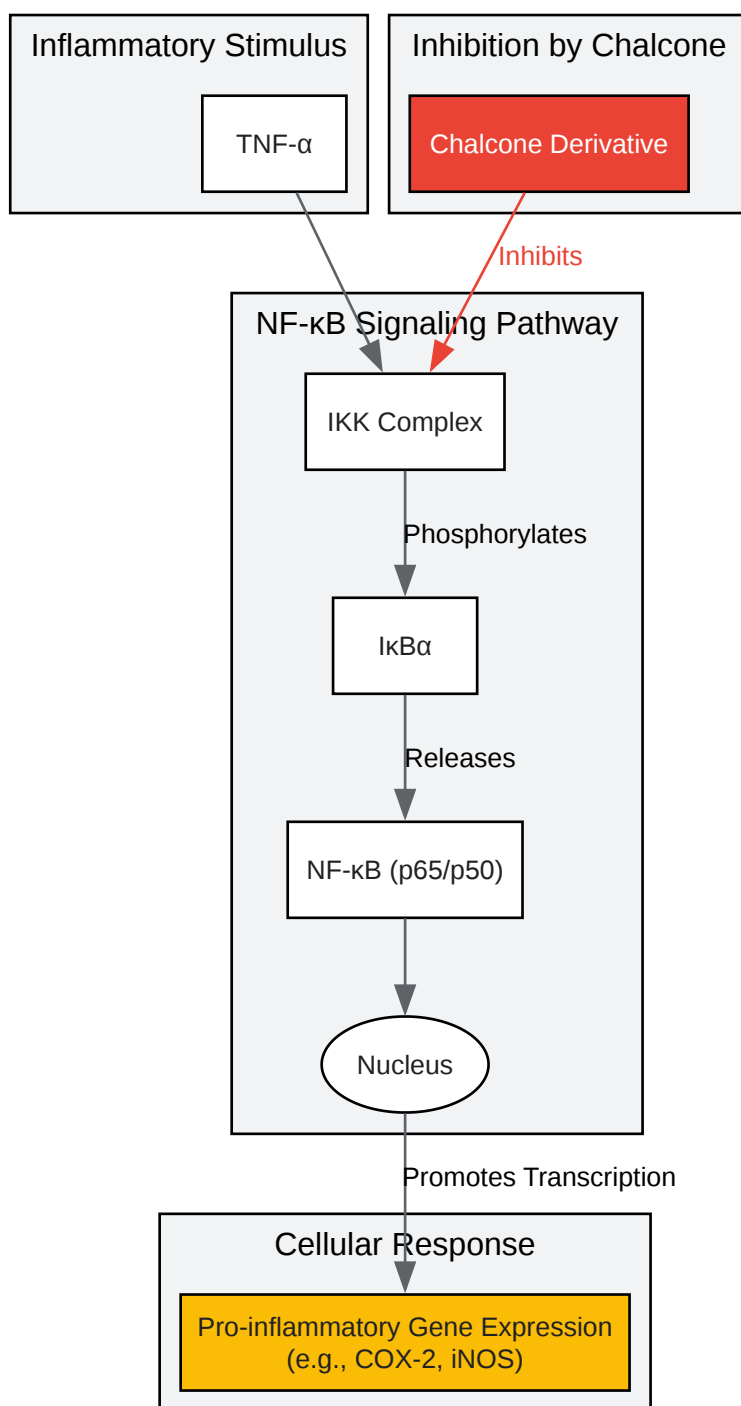 Inflammatory Stimulus
TNF-α
Inhibition by Chalcone
Chalcone Derivative
Inhibits
NF-κB Signaling Pathway
IKK Complex
Phosphorylates
IκBα
Releases
NF-κB (p65/p50)
Nucleus
Promotes Transcription
Cellular Response
Pro-inflammatory Gene Expression
(e.g., COX-2, iNOS)